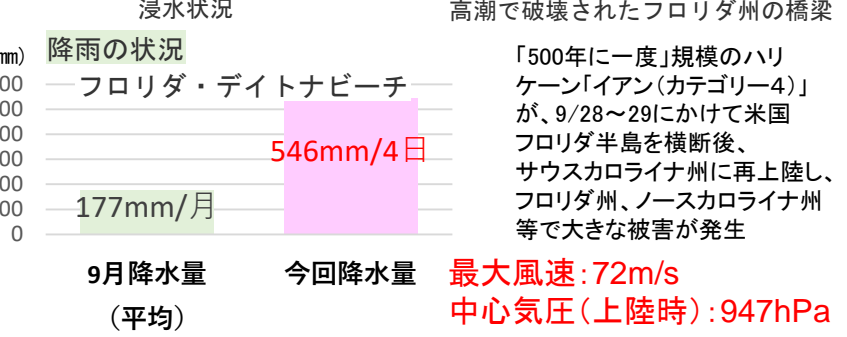 浸水状況
高潮で破壊されたフロリダ州の橋梁
降雨の状況
mm)
フロリダ・デイトナビーチ
00
00
00
00
00
00
0
546mm/4日
177mm/月
9月降水量
(平均)
今回降水量
「500年に一度」規模のハリ
ケーン「イアン(カテゴリー4)」
が、9/28～29にかけて米国
フロリダ半島を横断後、
サウスカロライナ州に再上陸し、
フロリダ州、ノースカロライナ州
等で大きな被害が発生
最大風速:72m/s
中心気圧(上陸時):947hPa